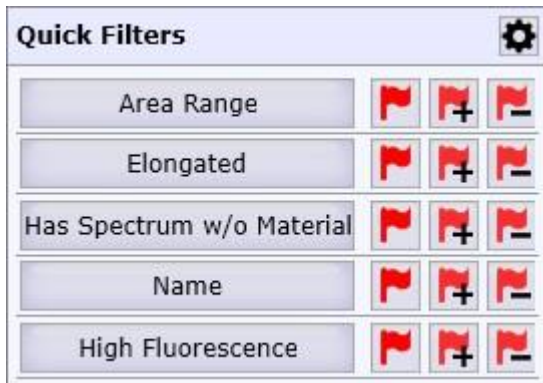 Quick Filters
Area Range
Elongated
Has Spectrum w/o Material
Name
High Fluorescence